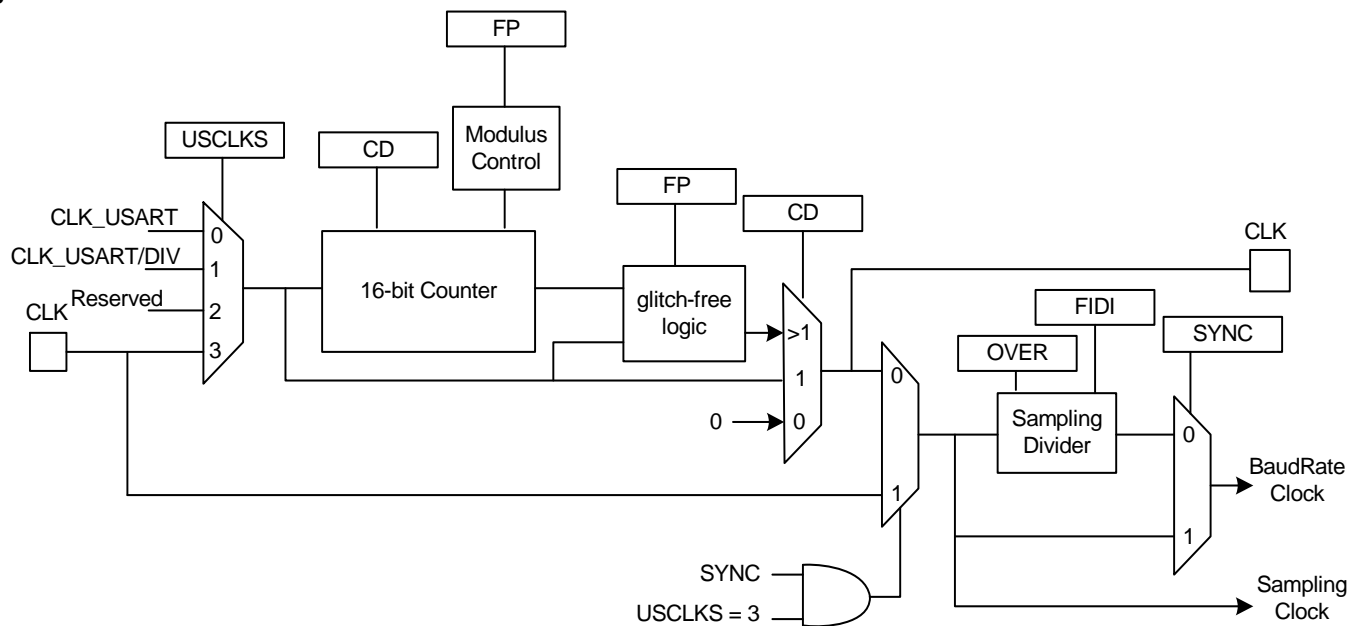 FP
USCLKS
CD
Modulus
Control
FP
CD
CLK_USART
0
CLK_USART/DIV
1
Reserved
2
CLK
3
16-bit Counter
glitch-free
logic
>1
1
0
0
CLK
FIDI
OVER
SYNC
0
1
Sampling
Divider
0
1
BaudRate
Clock
SYNC
USCLKS = 3
Sampling
Clock